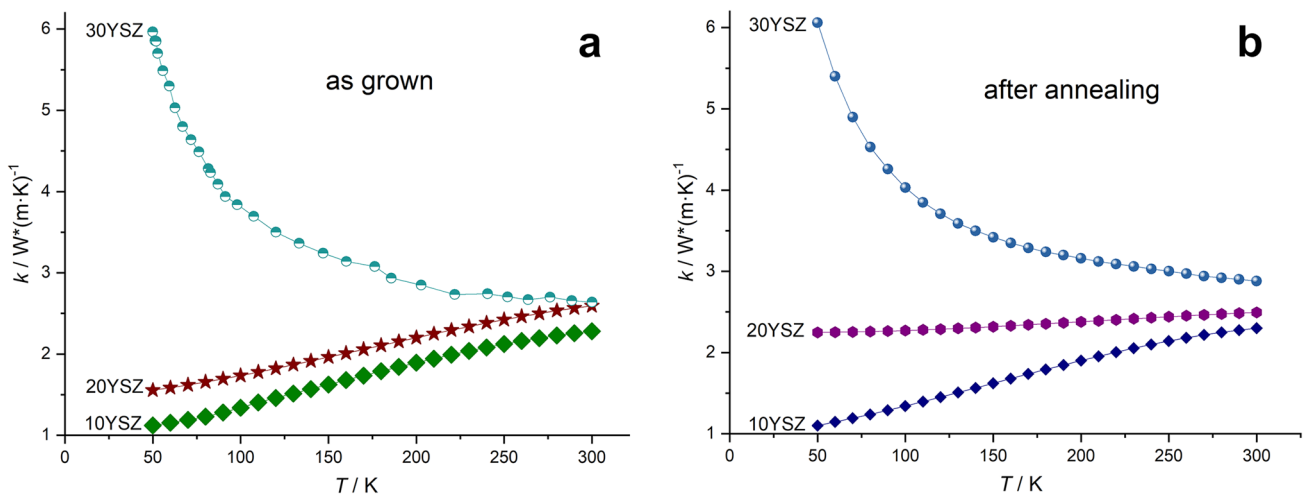 a
as grown
30YSZ
20YSZ
10YSZ
6
5
4
3
2
1
k / W*(m·K)⁻¹
0 50 100 150 200 250 300
T / K
b
after annealing
30YSZ
20YSZ
10YSZ
6
5
4
3
2
1
k / W*(m·K)⁻¹
0 50 100 150 200 250 300
T / K